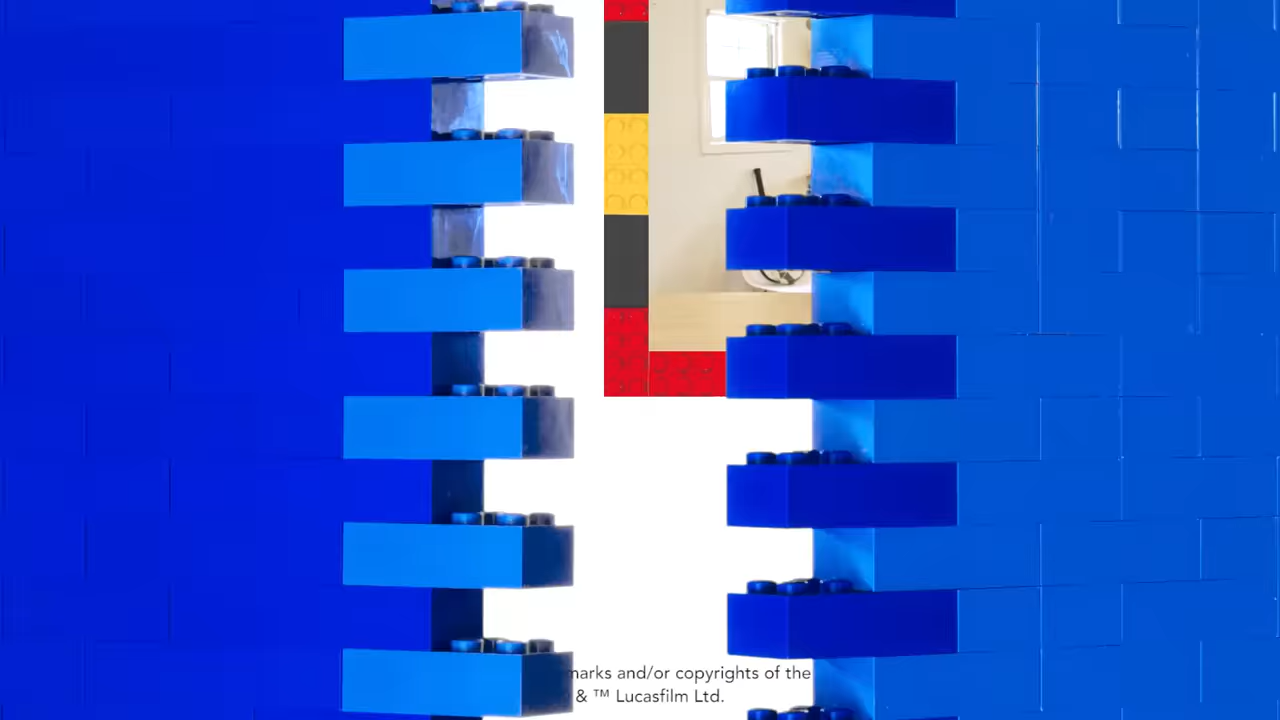 marks and/or copyrights of the
& ™ Lucasfilm Ltd.